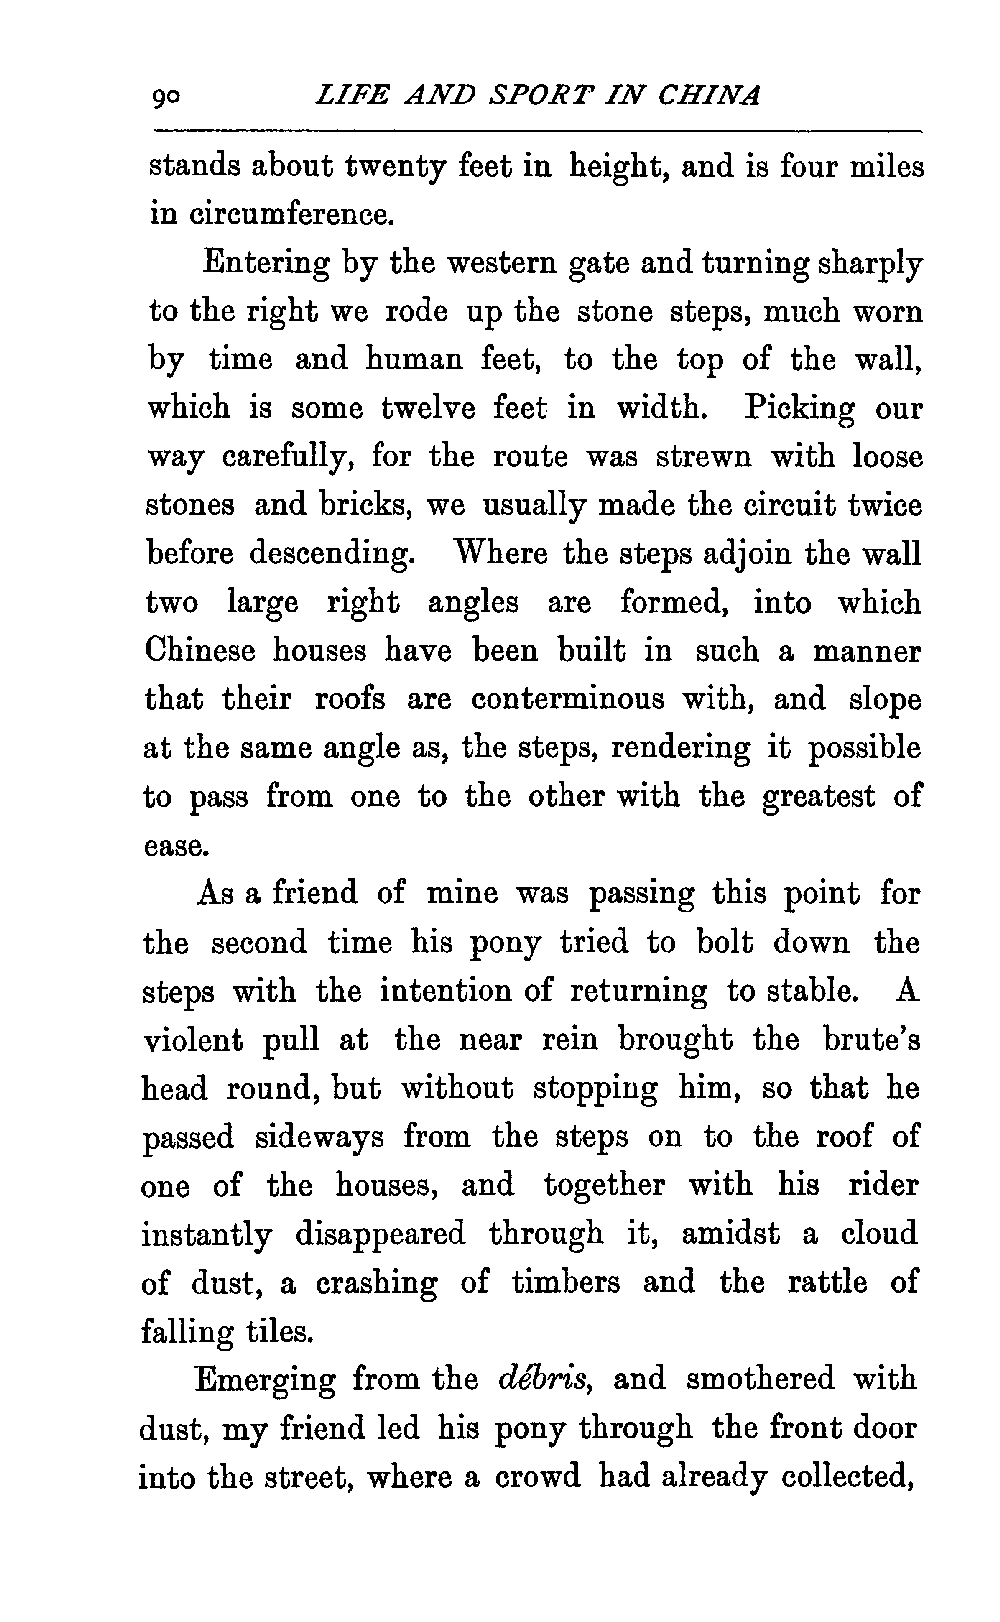 90 LIFE AND SPORT IN CHINA
stands about twenty feet in height, and is four miles
in circumference.
Entering by the western gate and turning sharply
to the right we rode up the stone steps, much worn
by time and human feet, to the top of the wall,
which is some twelve feet in width. Picking our
way carefully, for the route was strewn with loose
stones and bricks, we usually made the circuit twice
before descending. Where the steps adjoin the wall
two large right angles are formed, into which
Chinese houses have been built in such a manner
that their roofs are conterminous with, and slope
at the same angle as, the steps, rendering it possible
to pass from one to the other with the greatest of
ease.
As a friend of mine was passing this point for
the second time his pony tried to bolt down the
steps with the intention of returning to stable. A
violent pull at the near rein brought the brute's
head round, but without stopping him, so that he
passed sideways from the steps on to the roof of
one of the houses, and together with his rider
instantly disappeared through it, amidst a cloud
of dust, a crashing of timbers and the rattle of
falling tiles.
Emerging from the débris, and smothered with
dust, my friend led his pony through the front door
into the street, where a crowd had already collected,